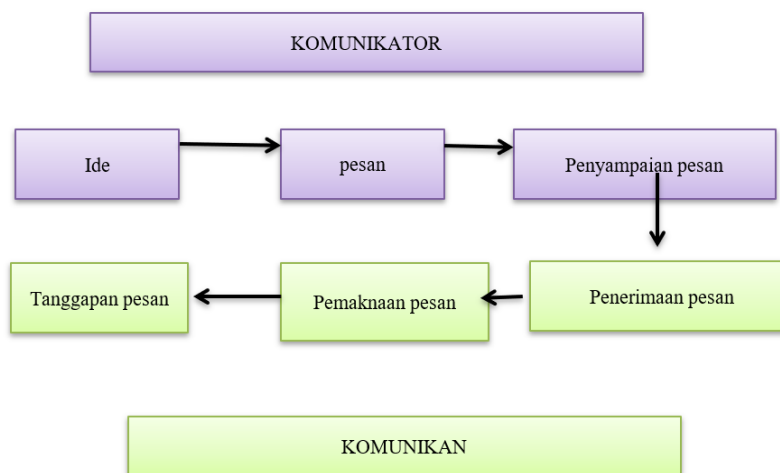 KOMUNIKATOR
Ide
pesan
Penyampaian pesan
Tanggapan pesan
Pemaknaan pesan
Penerimaan pesan
KOMUNIKAN